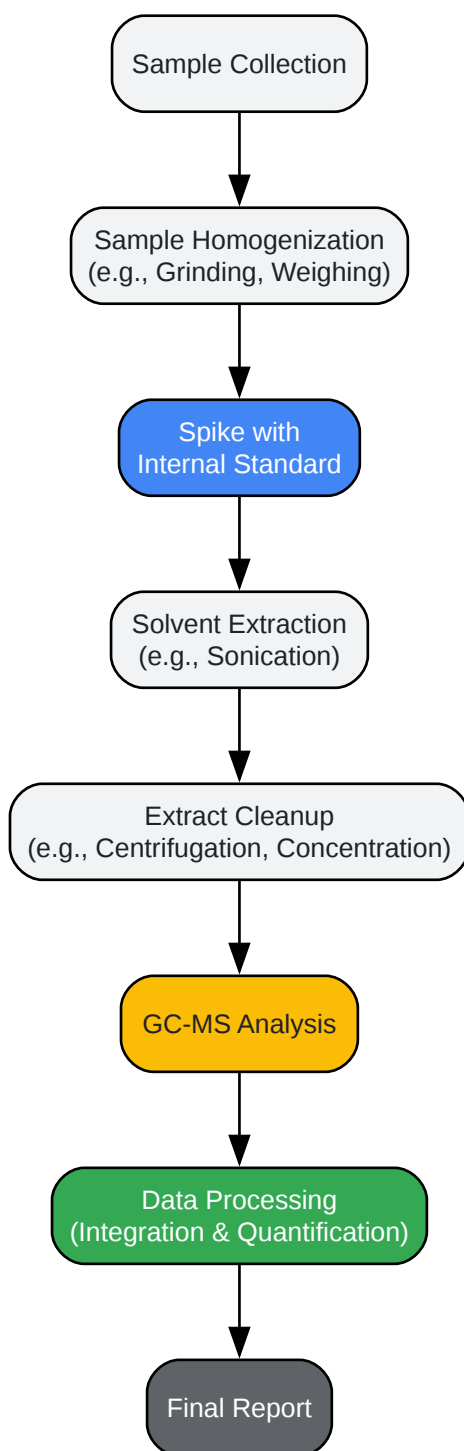 Sample Collection
Sample Homogenization
(e.g., Grinding, Weighing)
Spike with
Internal Standard
Solvent Extraction
(e.g., Sonication)
Extract Cleanup
(e.g., Centrifugation, Concentration)
GC-MS Analysis
Data Processing
(Integration & Quantification)
Final Report